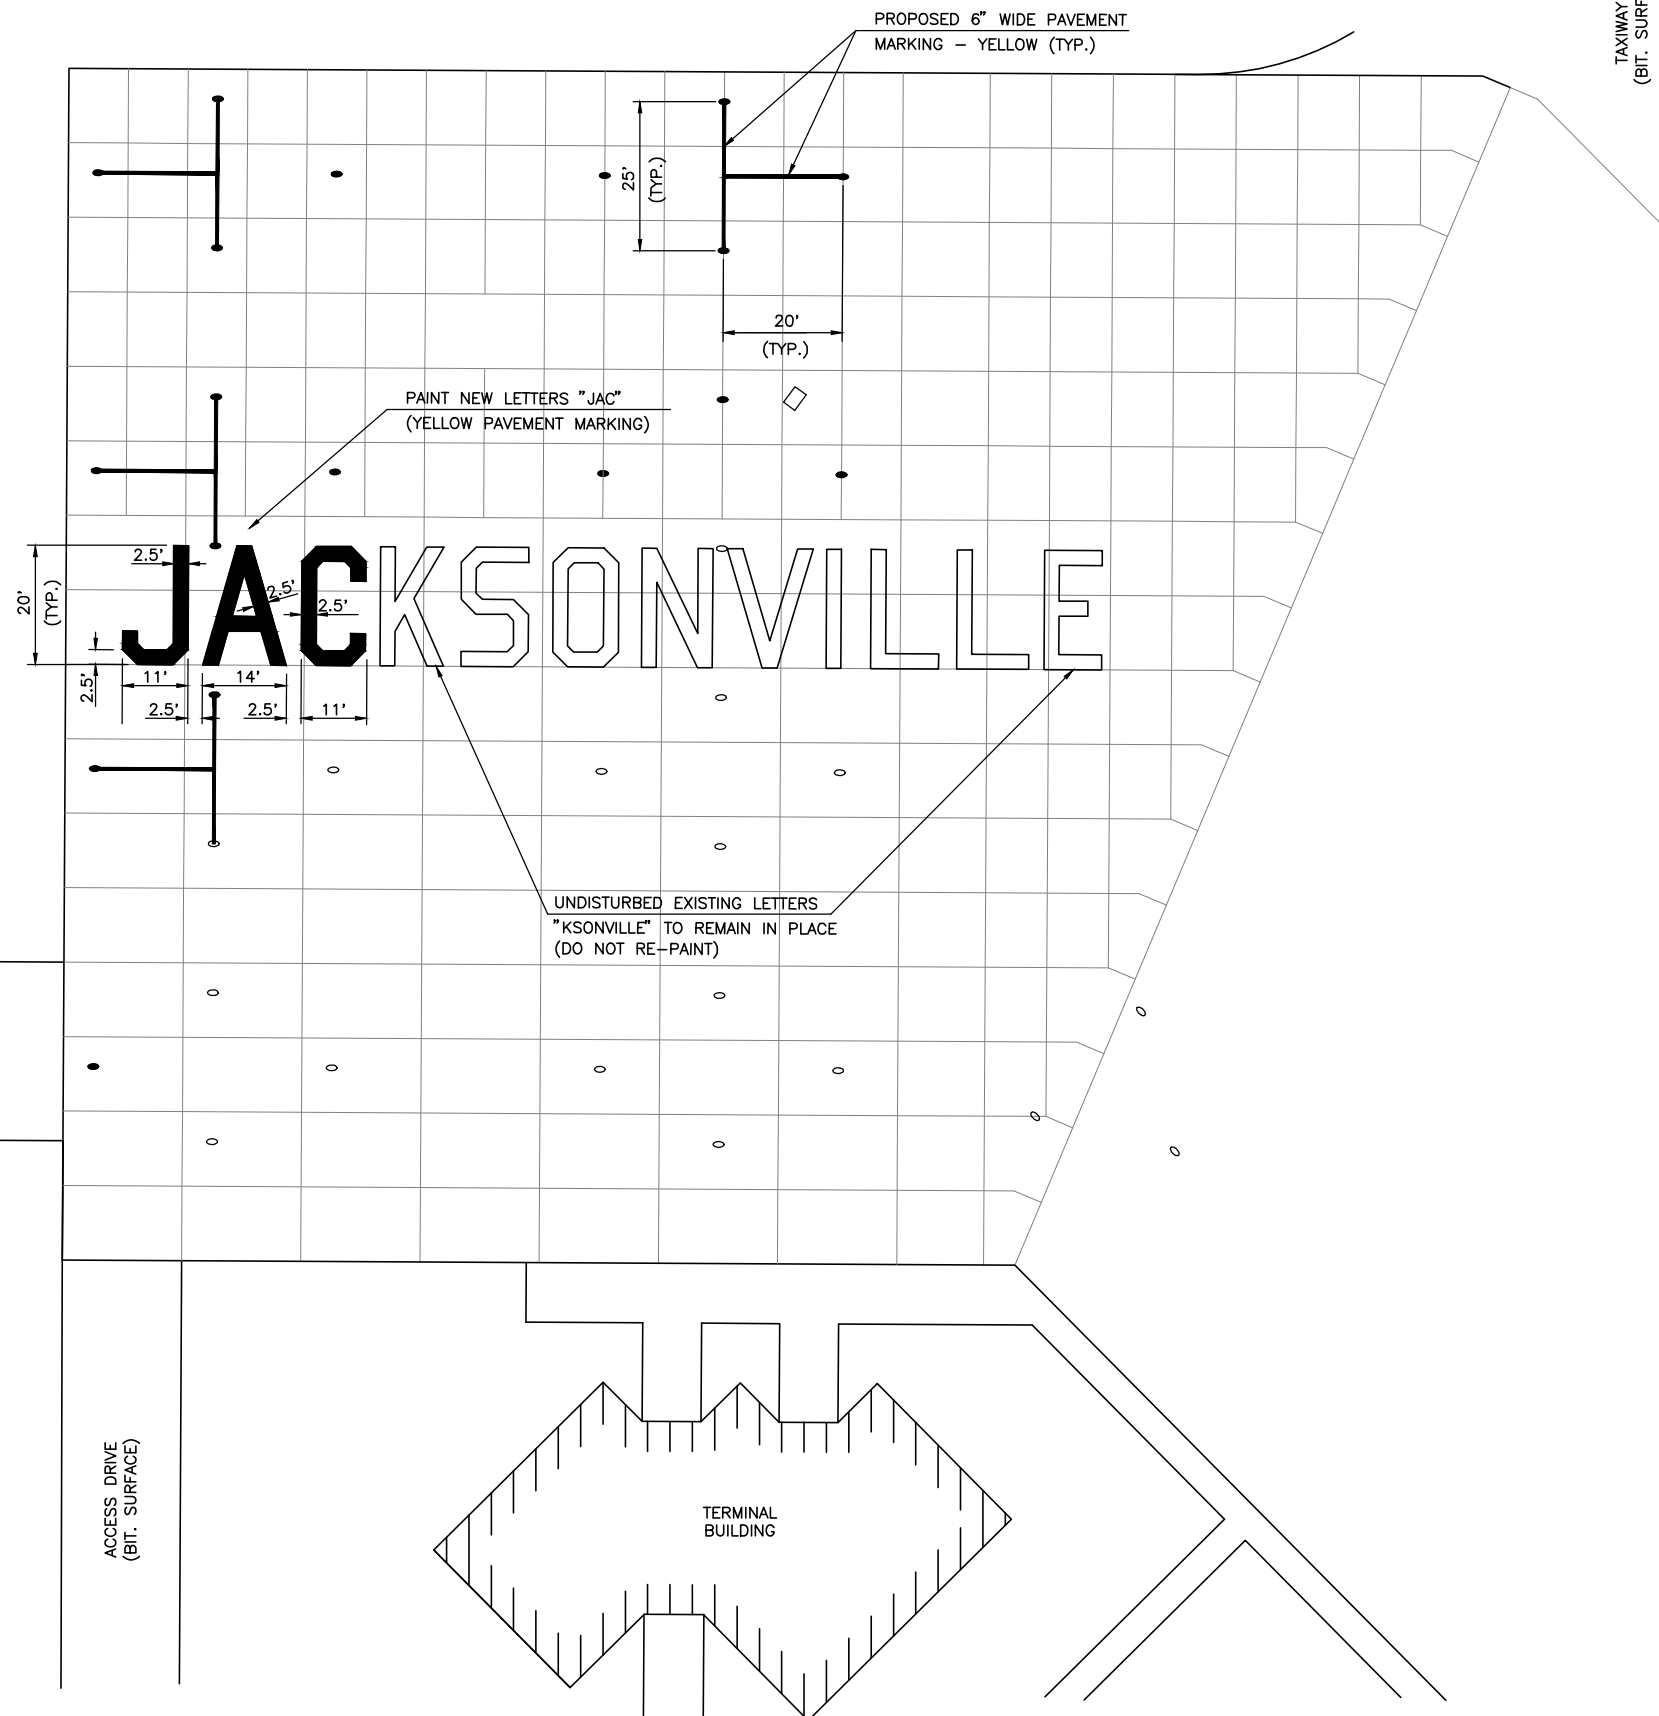 PROPOSED 6" WIDE PAVEMENT
MARKING - YELLOW (TYP.)
TAXIWAY
(BIT. SURF
25'
(TYP.)
20'
(TYP.)
PAINT NEW LETTERS "JAC"
(YELLOW PAVEMENT MARKING)
JACKSONVILLE
20'
(TYP.)
2.5'
2.5'
2.5'
2.5'
11'
14'
2.5'
2.5'
11'
UNDISTURBED EXISTING LETTERS
"KSONVILLE" TO REMAIN IN PLACE
(DO NOT RE-PAINT)
ACCESS DRIVE
(BIT. SURFACE)
TERMINAL
BUILDING